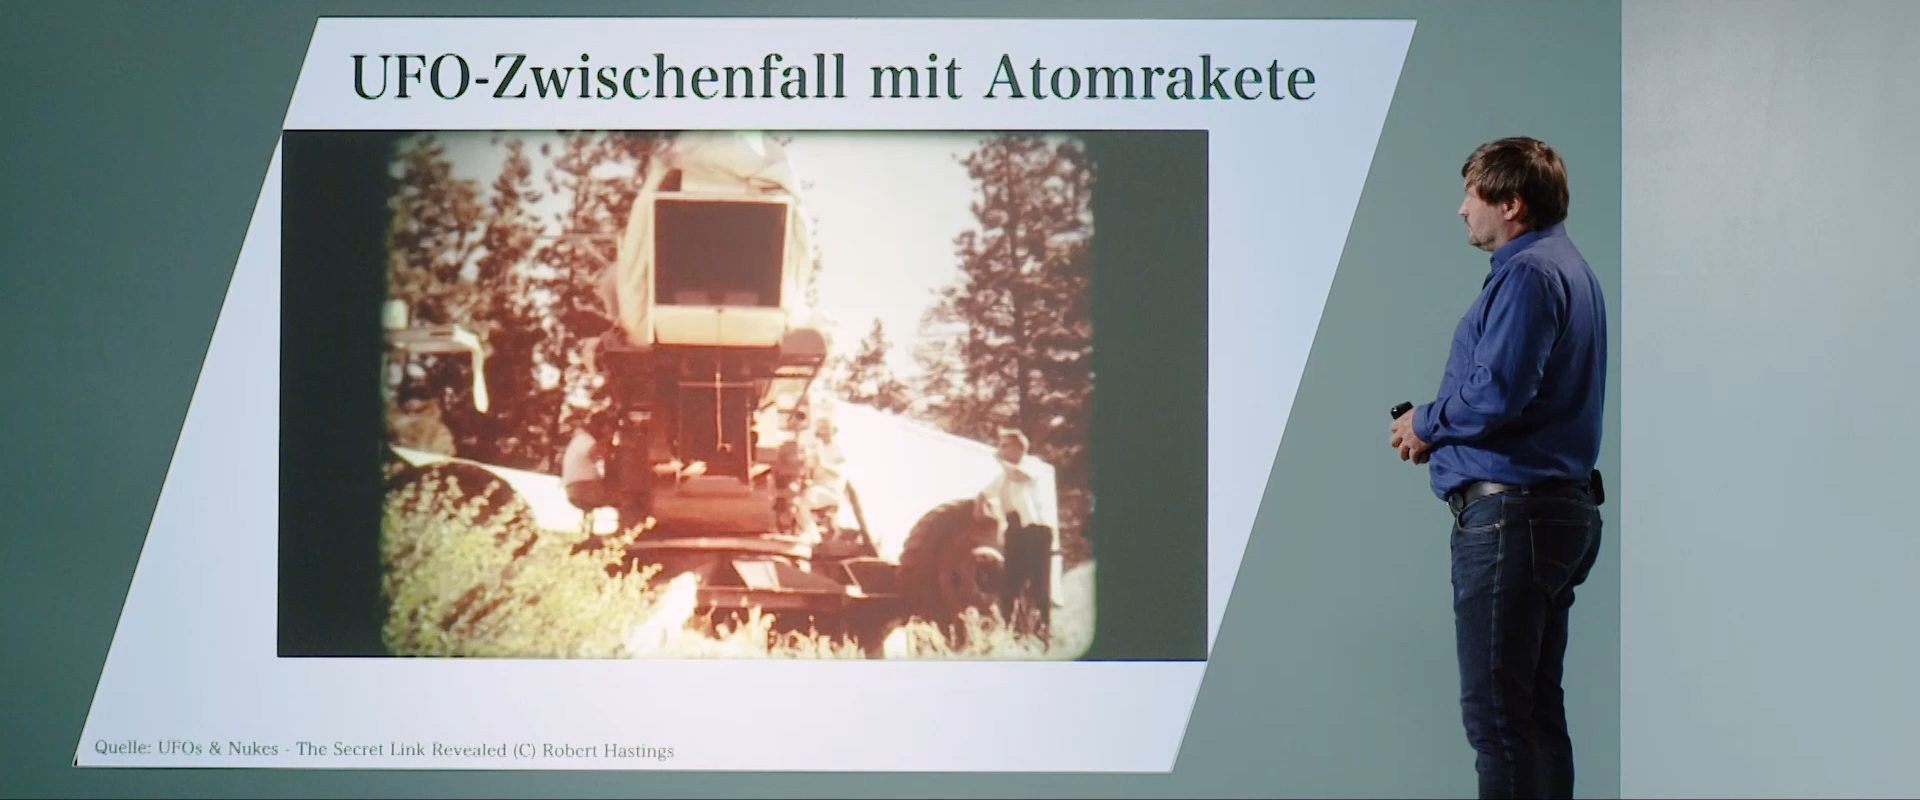 UFO-Zwischenfall mit Atomrakete
Quelle: UFOs & Nukes - The Secret Link Revealed (C) Robert Hastings